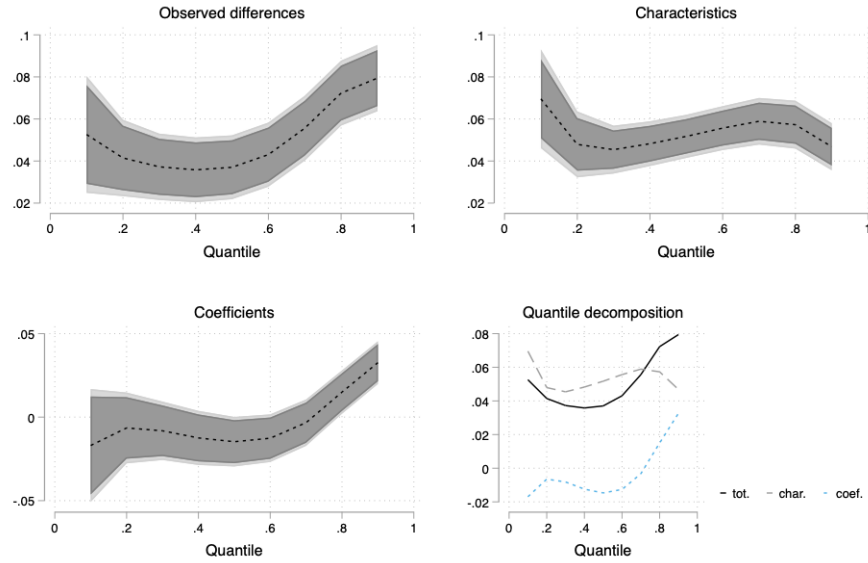 Observed differences
.1
.08
.06
.04
.02
0 .2 .4 .6 .8 1
Quantile
Characteristics
.1
.08
.06
.04
.02
0 .2 .4 .6 .8 1
Quantile
Coefficients
.05
0
-.05
0 .2 .4 .6 .8 1
Quantile
Quantile decomposition
.08
.06
.04
.02
0
-.02
0 .2 .4 .6 .8 1
Quantile
tot. char. coef.